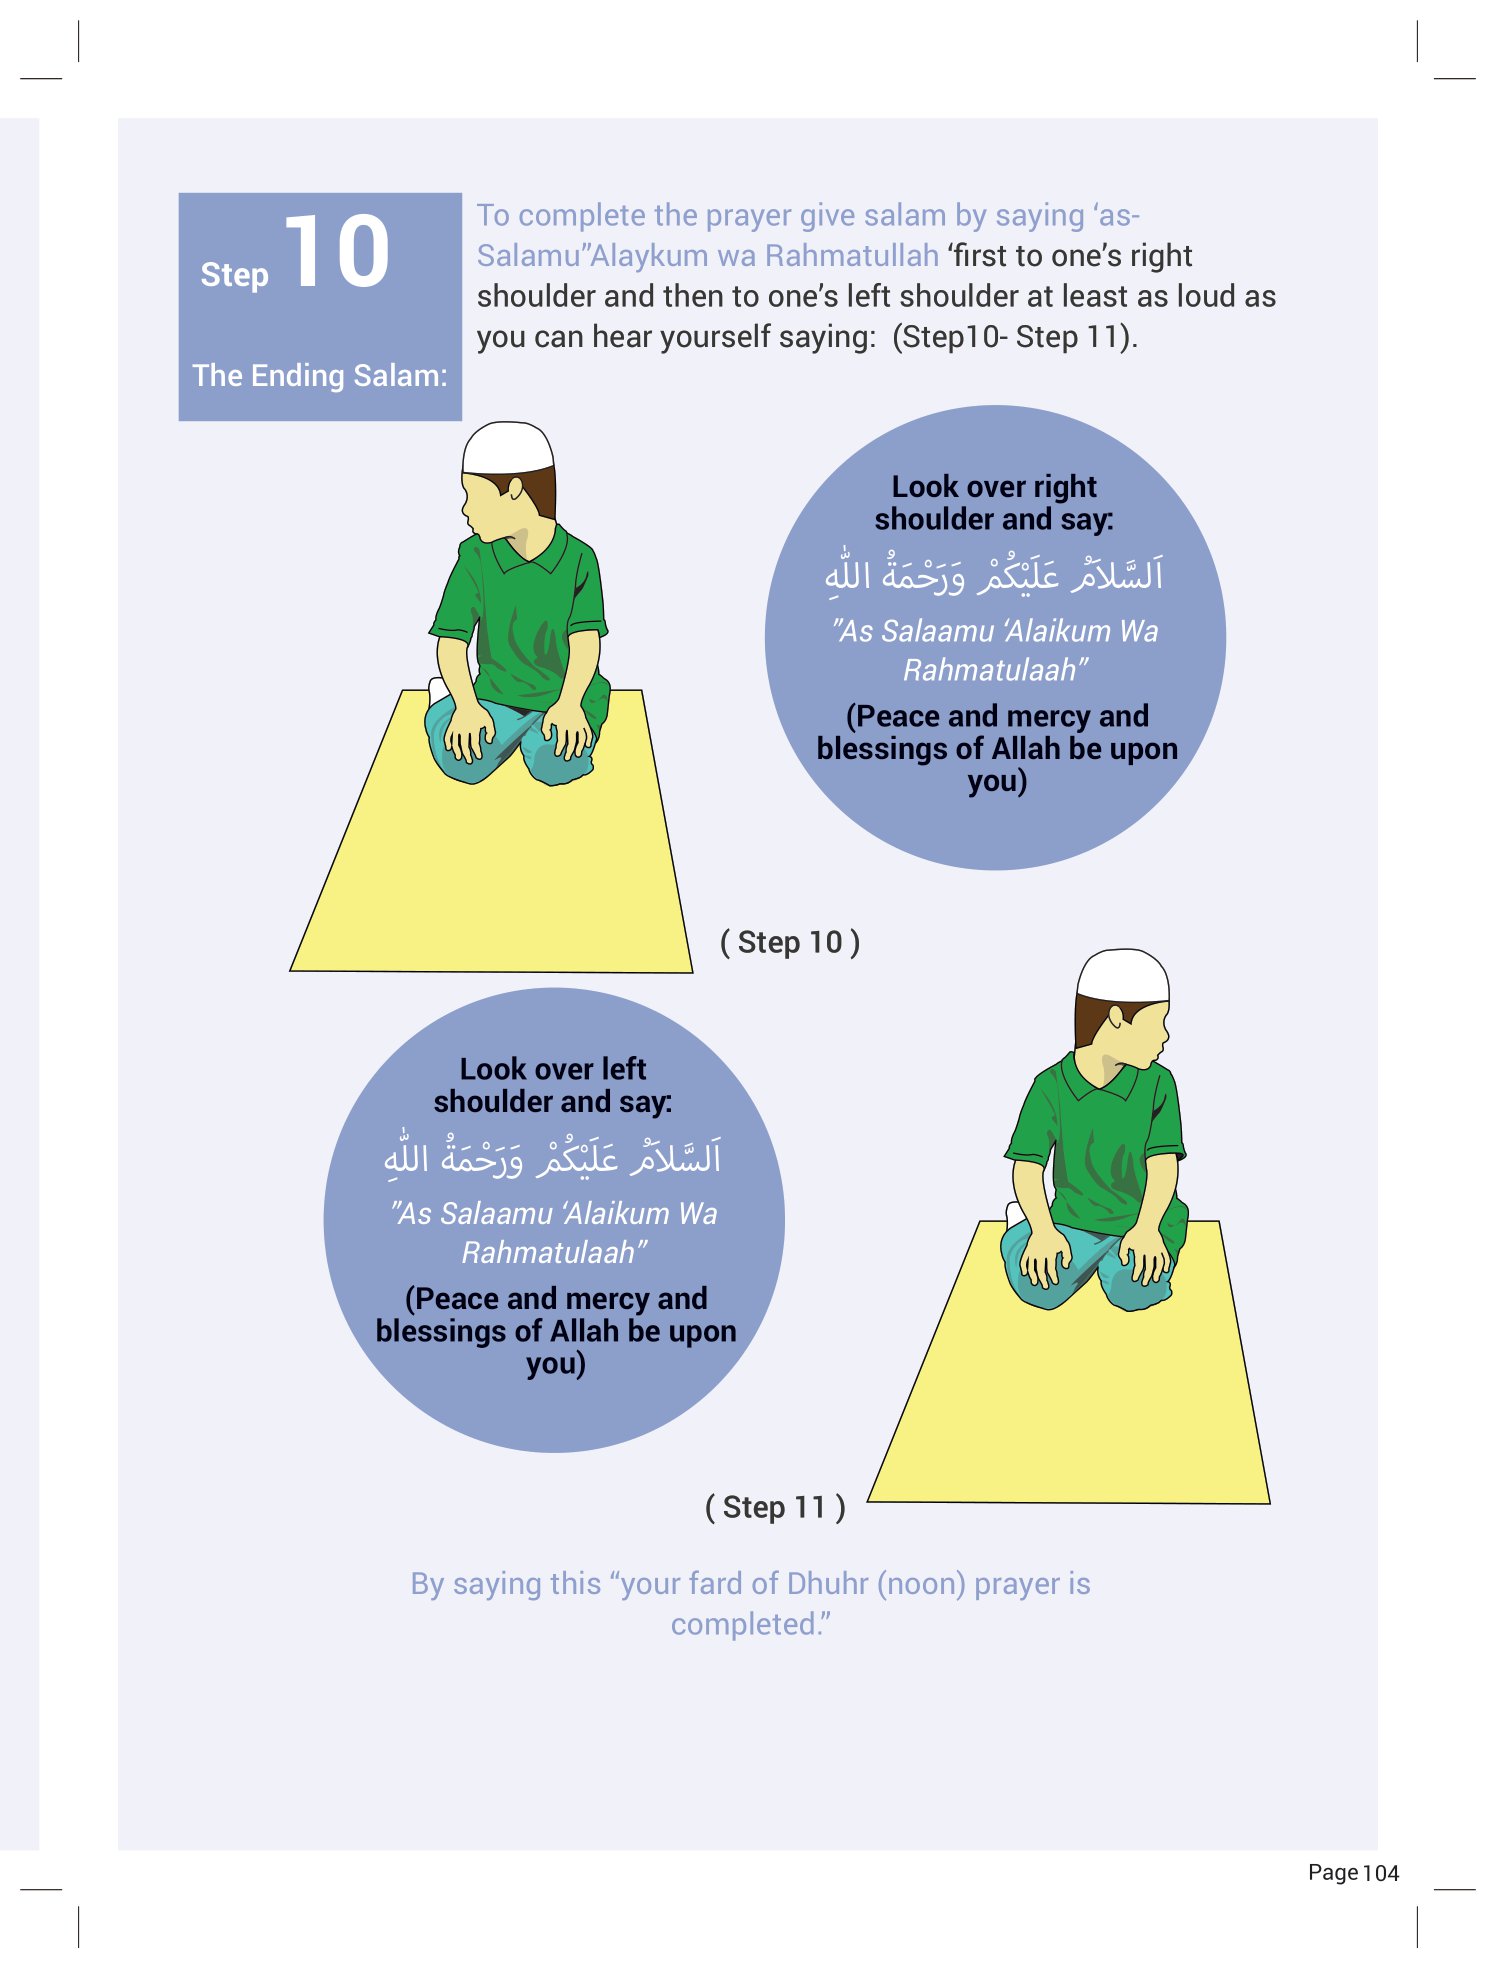 Step 10
The Ending Salam:
To complete the prayer give salam by saying ‘as-
Salamu”Alaykum wa Rahmatullah ‘first to one’s right
shoulder and then to one’s left shoulder at least as loud as
you can hear yourself saying: (Step10- Step 11).
Look over right
shoulder and say:
اَلسَّلاَمُ عَلَيْكُمْ وَرَحْمَةُ اللّٰهِ
”As Salaamu ‘Alaikum Wa
Rahmatulaah”
(Peace and mercy and
blessings of Allah be upon
you)
( Step 10 )
Look over left
shoulder and say:
اَلسَّلاَمُ عَلَيْكُمْ وَرَحْمَةُ اللّٰهِ
”As Salaamu ‘Alaikum Wa
Rahmatulaah”
(Peace and mercy and
blessings of Allah be upon
you)
( Step 11 )
By saying this “your fard of Dhuhr (noon) prayer is
completed.”
Page 104